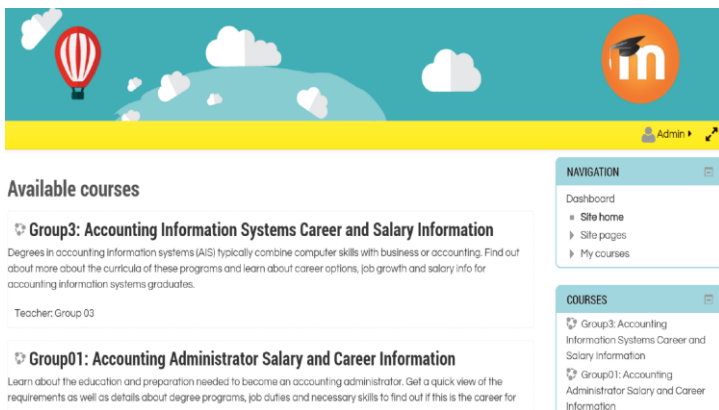 m
Admin
Available courses
Group3: Accounting Information Systems Career and Salary Information
Degrees in accounting information systems (AIS) typically combine computer skills with business or accounting. Find out
about more about the curricula of these programs and learn about career options, job growth and salary info for
accounting information systems graduates.
Teacher: Group 03
Group01: Accounting Administrator Salary and Career Information
Learn about the education and preparation needed to become an accounting administrator. Get a quick view of the
requirements as well as details about degree programs, job duties and necessary skills to find out if this is the career for
NAVIGATION
Dashboard
Site home
Site pages
My courses
COURSES
Group3: Accounting
Information Systems Career and
Salary Information
Group01: Accounting
Administrator Salary and Career
Information